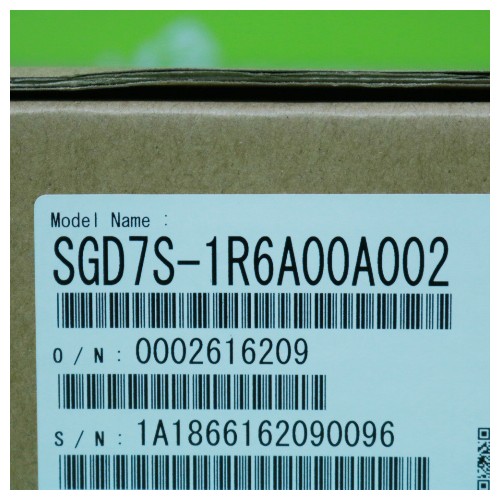 Model Name :
SGD7S-1R6A00A002
O / N : 0002616209
S / N : 1A1866162090096